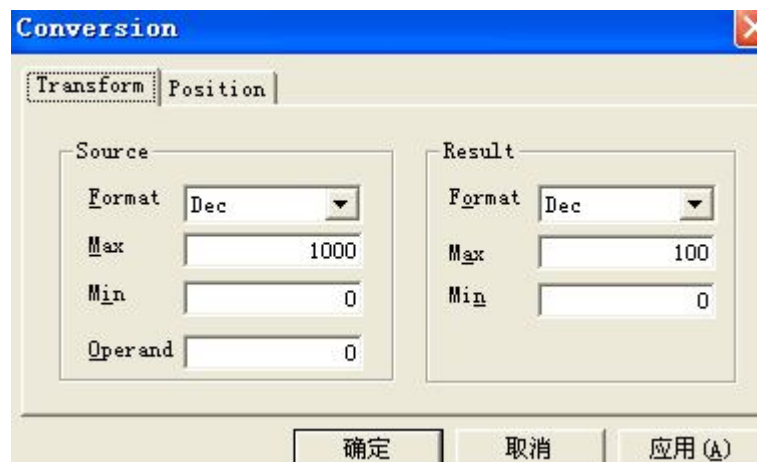 Conversion
Transform Position
Source
Format Dec
Max 1000
Min 0
Operand 0
Result
Format Dec
Max 100
Min 0
确定 取消 应用(A)